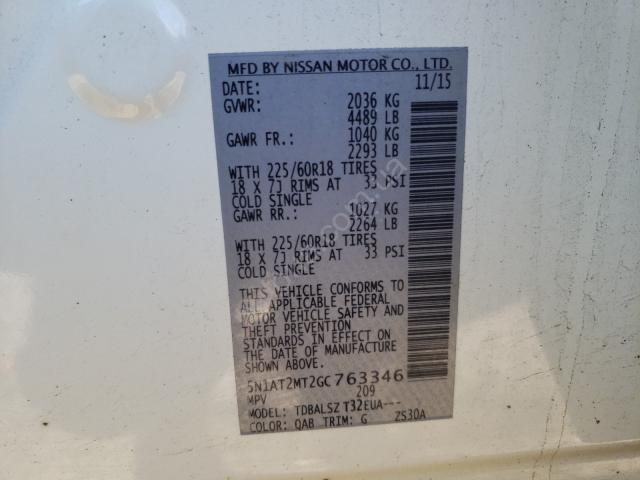 MFD BY NISSAN MOTOR CO., LTD.
DATE: 11/15
GVWR: 2036 KG
4489 LB
GAWR FR.: 1040 KG
2293 LB
WITH 225/60R18 TIRES
18 X 7J RIMS AT 33 PSI
COLD SINGLE
GAWR RR.: 1027 KG
2264 LB
WITH 225/60R18 TIRES
18 X 7J RIMS AT 33 PSI
COLD SINGLE
THIS VEHICLE CONFORMS TO
ALL APPLICABLE FEDERAL
MOTOR VEHICLE SAFETY AND
THEFT PREVENTION
STANDARDS IN EFFECT ON
THE DATE OF MANUFACTURE
SHOWN ABOVE.
5N1AT2MT2GC763346
MPV 209
MODEL: TDBALSZ T32EUA---
COLOR: QAB TRIM: G ZS30A